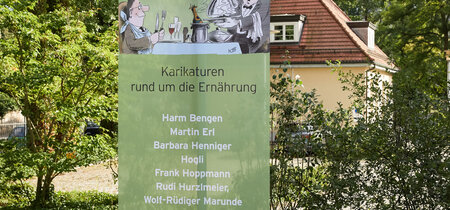 Karikaturen
rund um die Ernährung
Harm Bengen
Martin Erl
Barbara Henniger
Hogli
Frank Hoppmann
Rudi Hurzlmeier,
Wolf-Rüdiger Marunde